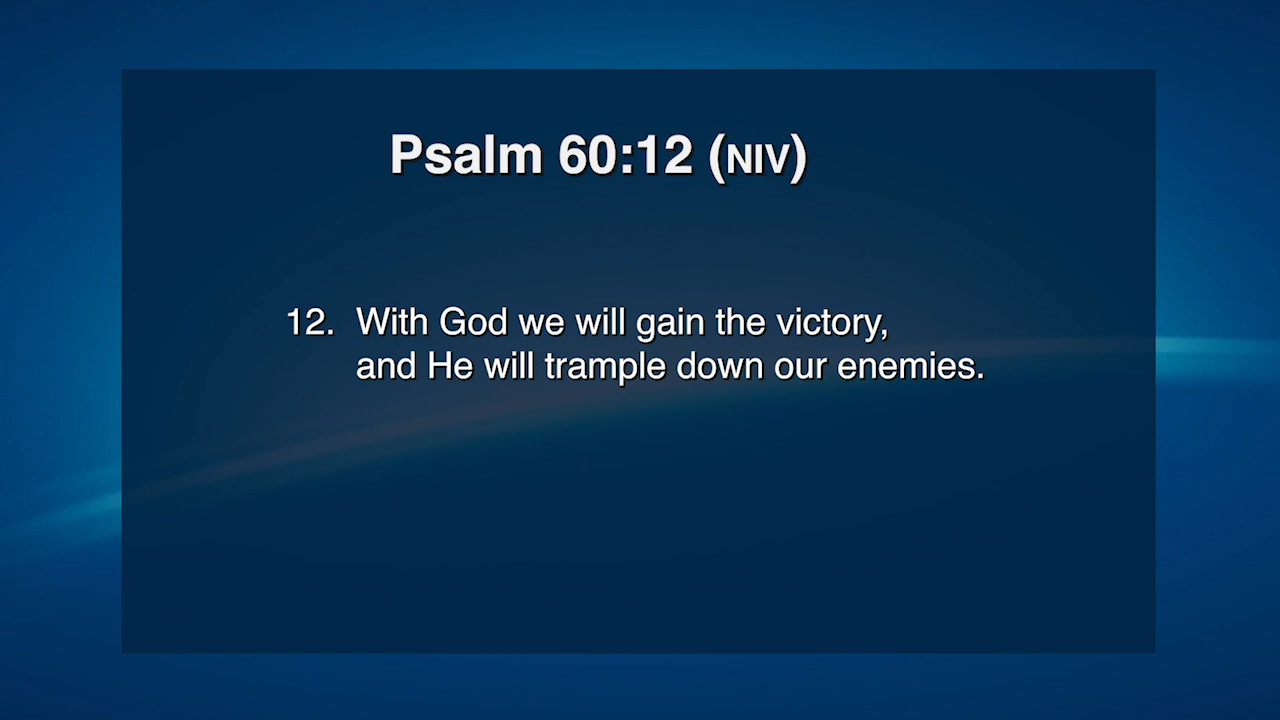 Psalm 60:12 (NIV)
12. With God we will gain the victory,
and He will trample down our enemies.